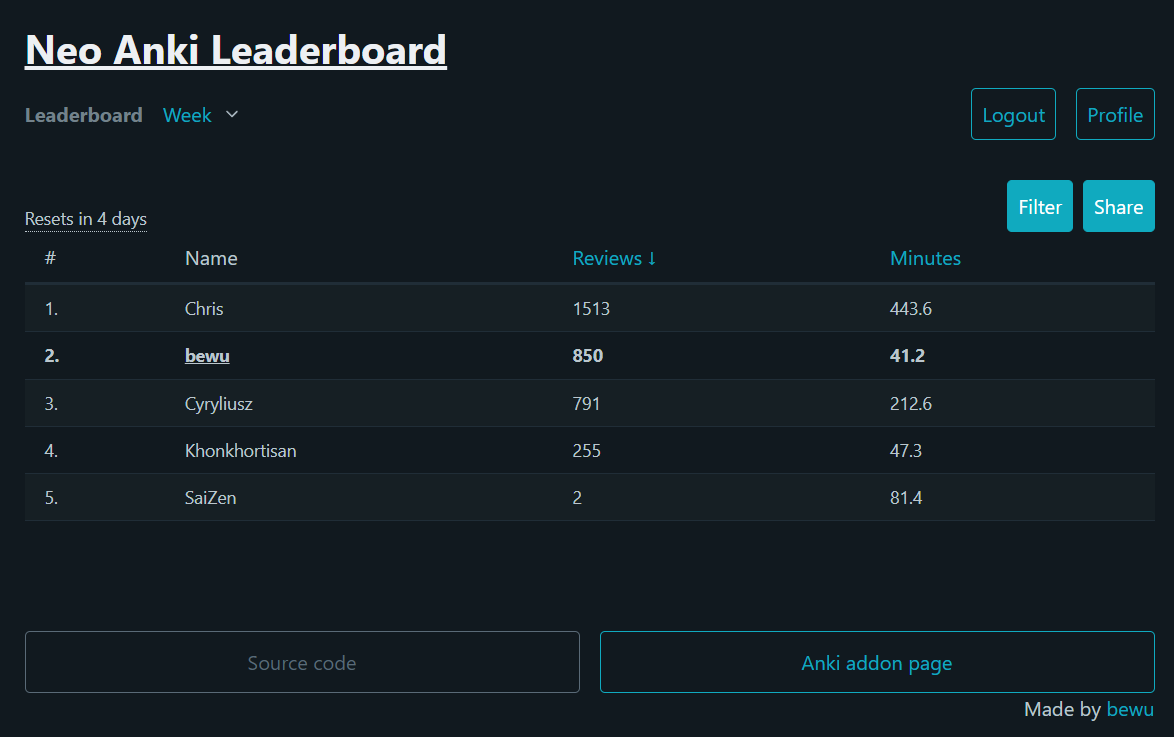 Neo Anki Leaderboard
Leaderboard Week Logout Profile
Filter Share
Resets in 4 days
# Name Reviews ↓ Minutes
1. Chris 1513 443.6
2. bewu 850 41.2
3. Cyryliusz 791 212.6
4. Khonkhortisan 255 47.3
5. SaiZen 2 81.4
Source code Anki addon page
Made by bewu